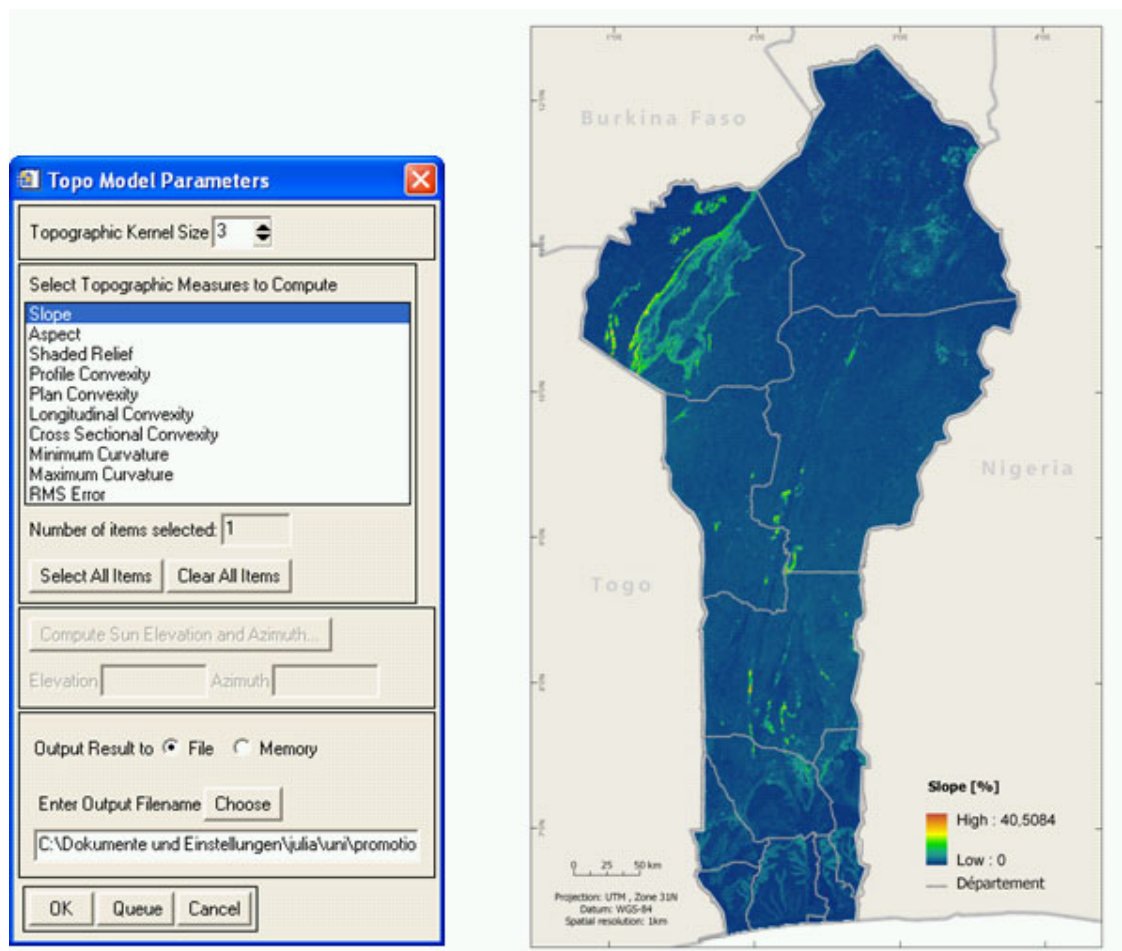 Topo Model Parameters
Topographic Kernel Size 3
Select Topographic Measures to Compute
Slope
Aspect
Shaded Relief
Profile Convexity
Plan Convexity
Longitudinal Convexity
Cross Sectional Convexity
Minimum Curvature
Maximum Curvature
RMS Error
Number of items selected: 1
Select All Items Clear All Items
Compute Sun Elevation and Azimuth...
Elevation Azimuth
Output Result to File Memory
Enter Output Filename Choose
C:\Dokumente und Einstellungen\julia\uni\promotio
OK Queue Cancel
Burkina Faso
Nigeria
Togo
Slope [%]
High : 40,5084
Low : 0
Département
0 25 50 km
Projection: UTM , Zone 31N
Datum: WGS-84
Spatial resolution: 1km